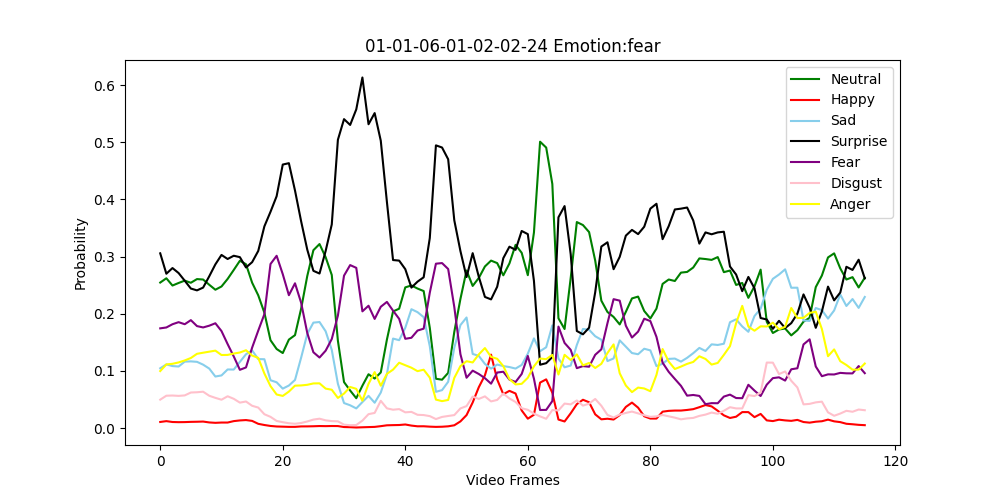 01-01-06-01-02-02-24 Emotion:fear
Probability
0.6
0.5
0.4
0.3
0.2
0.1
0.0
Neutral
Happy
Sad
Surprise
Fear
Disgust
Anger
0 20 40 60 80 100 120
Video Frames